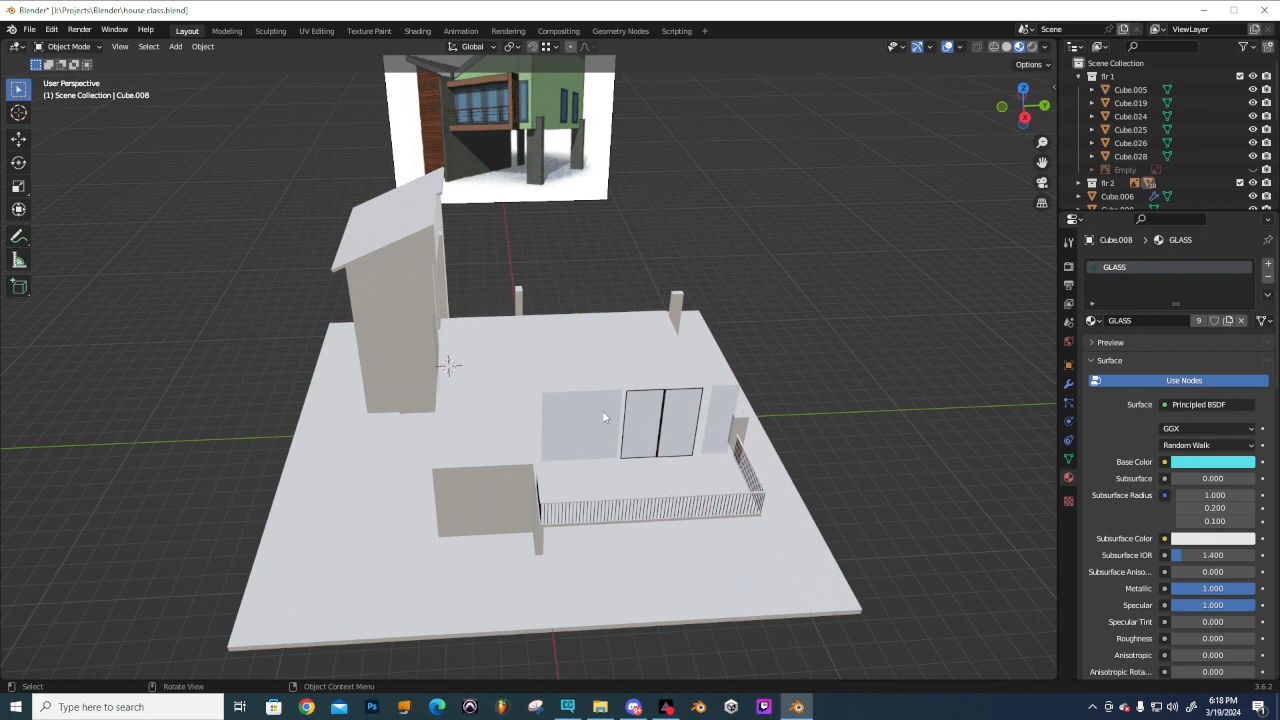 Blender* [J:\Projects\Blender\house class.blend]
File Edit Render Window Help Layout Modeling Sculpting UV Editing Texture Paint Shading Animation Rendering Compositing Geometry Nodes Scripting Scene ViewLayer
Object Mode View Select Add Object Global
Options
User Perspective
(1) Scene Collection | Cube.008
Z
Y
X
Scene Collection
flr 1
Cube.005
Cube.019
Cube.024
Cube.025
Cube.026
Cube.028
Empty
flr 2
Cube.006
Cube.008 GLASS
GLASS
GLASS 9
Preview
Surface
Use Nodes
Surface Principled BSDF
GGX
Random Walk
Base Color
Subsurface 0.000
Subsurface Radius 1.000
0.200
0.100
Subsurface Color
Subsurface IOR 1.400
Subsurface Aniso... 0.000
Metallic 1.000
Specular 1.000
Specular Tint 0.000
Roughness 0.000
Anisotropic 0.000
Anisotropic Rota... 0.000
Select Rotate View Object Context Menu 3.6.2
Type here to search
6:18 PM
3/19/2024